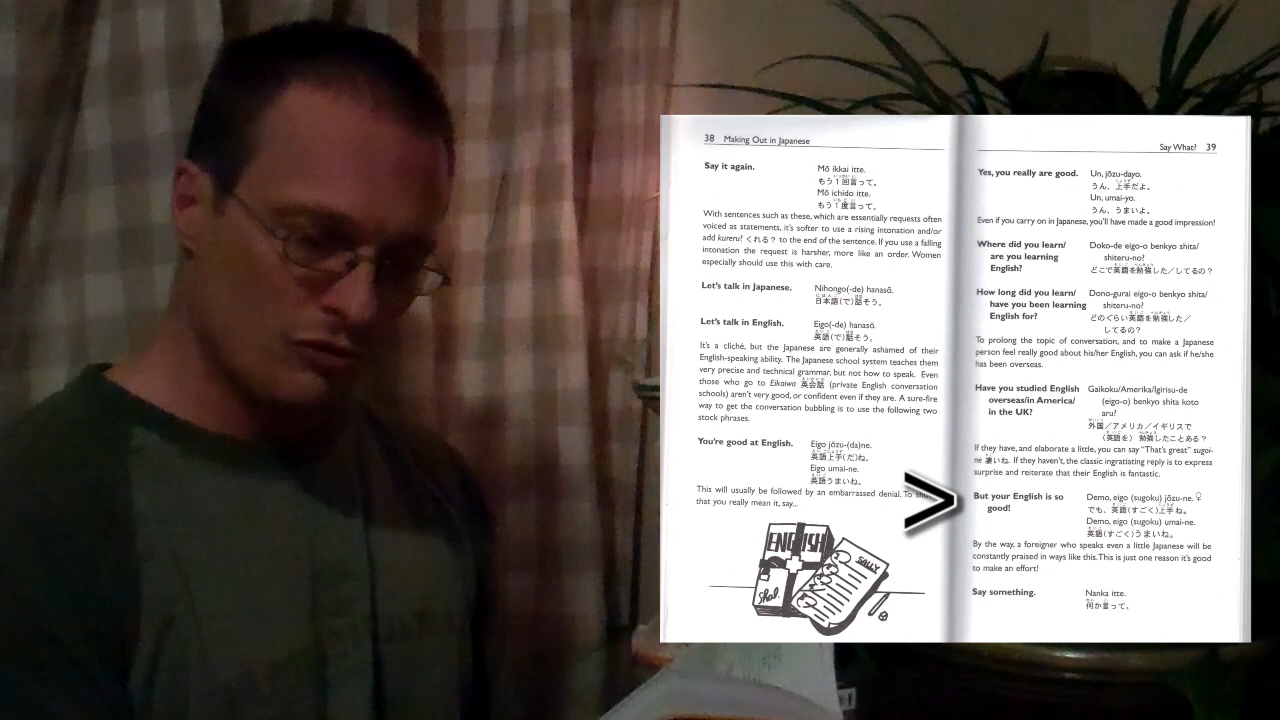 38 Making Out in Japanese
Say it again. Mō ikkai itte.
もう1回言って。
Mō ichido itte.
もう1度言って。
With sentences such as these, which are essentially requests often
voiced as statements, it's softer to use a rising intonation and/or
add kureru? くれる? to the end of the sentence. If you use a falling
intonation the request is harsher, more like an order. Women
especially should use this with care.
Let's talk in Japanese. Nihongo(-de) hanasō.
日本語(で)話そう。
Let's talk in English. Eigo(-de) hanasō.
英語(で)話そう。
It's a cliché, but the Japanese are generally ashamed of their
English-speaking ability. The Japanese school system teaches them
very precise and technical grammar, but not how to speak. Even
those who go to Eikaiwa 英会話 (private English conversation
schools) aren't very good, or confident even if they are. A sure-fire
way to get the conversation bubbling is to use the following two
stock phrases.
You're good at English. Eigo jōzu-(da)ne.
英語上手(だ)ね。
Eigo umai-ne.
英語うまいね。
This will usually be followed by an embarrassed denial. To show
that you really mean it, say...
ENGLISH
SALLY
Say What? 39
Yes, you really are good. Un, jōzu-dayo.
うん、上手だよ。
Un, umai-yo.
うん、うまいよ。
Even if you carry on in Japanese, you'll have made a good impression!
Where did you learn/ Doko-de eigo-o benkyo shita/
are you learning shiteru-no?
English? どこで英語を勉強した/してるの?
How long did you learn/ Dono-gurai eigo-o benkyo shita/
have you been learning shiteru-no?
English for? どのぐらい英語を勉強した/
してるの?
To prolong the topic of conversation, and to make a Japanese
person feel really good about his/her English, you can ask if he/she
has been overseas.
Have you studied English Gaikoku/Amerika/Igirisu-de
overseas/in America/ (eigo-o) benkyo shita koto
in the UK? aru?
外国/アメリカ/イギリスで
(英語を) 勉強したことある?
If they have, and elaborate a little, you can say "That's great" sugoi-
ne 凄いね. If they haven't, the classic ingratiating reply is to express
surprise and reiterate that their English is fantastic.
> But your English is so Demo, eigo (sugoku) jōzu-ne. ♀
good! でも、英語(すごく)上手ね。
Demo, eigo (sugoku) umai-ne.
英語(すごく)うまいね。
By the way, a foreigner who speaks even a little Japanese will be
constantly praised in ways like this. This is just one reason it's good
to make an effort!
Say something. Nanka itte.
何か言って。